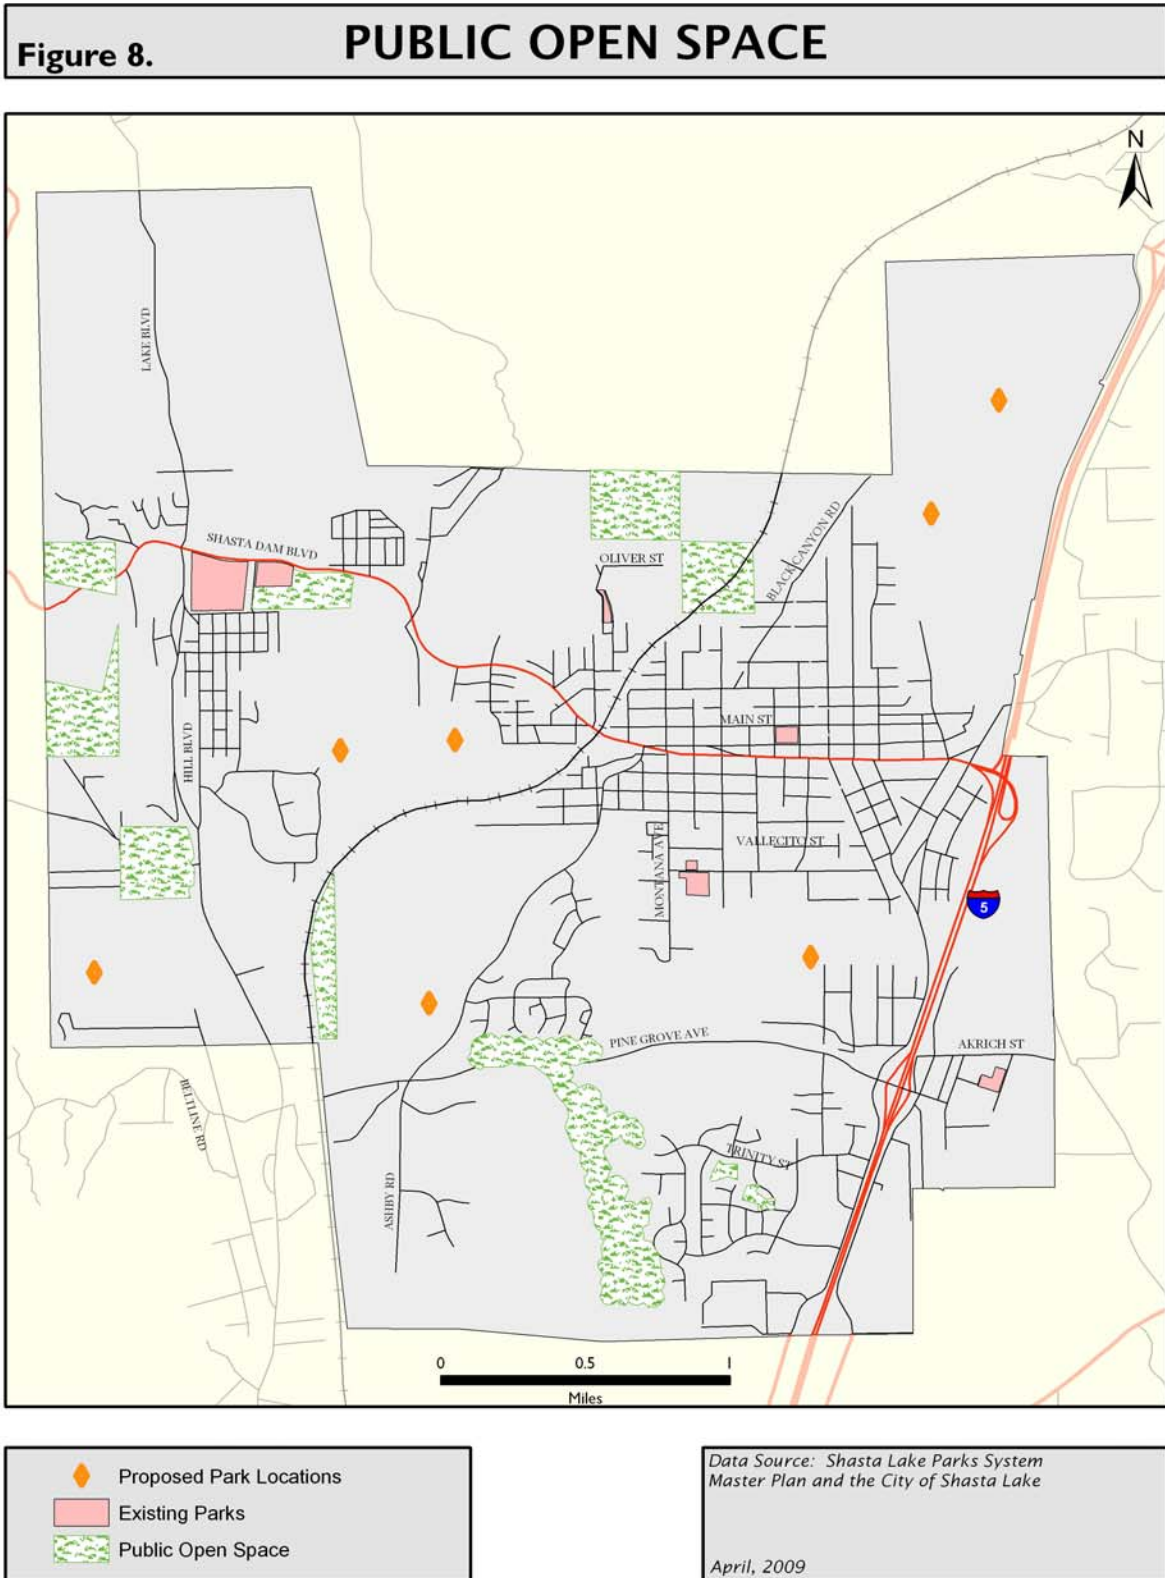 Figure 8.
PUBLIC OPEN SPACE
N
LAKE BLVD
SHASTA DAM BLVD
OLIVER ST
BLACK CANYON RD
MAIN ST
HILL BLVD
MONTANA AVE
VALLECITO ST
5
PINE GROVE AVE
AKRICH ST
BELTLINE RD
TRINITY ST
ASHBY RD
0 0.5 1
Miles
Proposed Park Locations
Existing Parks
Public Open Space
Data Source: Shasta Lake Parks System
Master Plan and the City of Shasta Lake
April, 2009